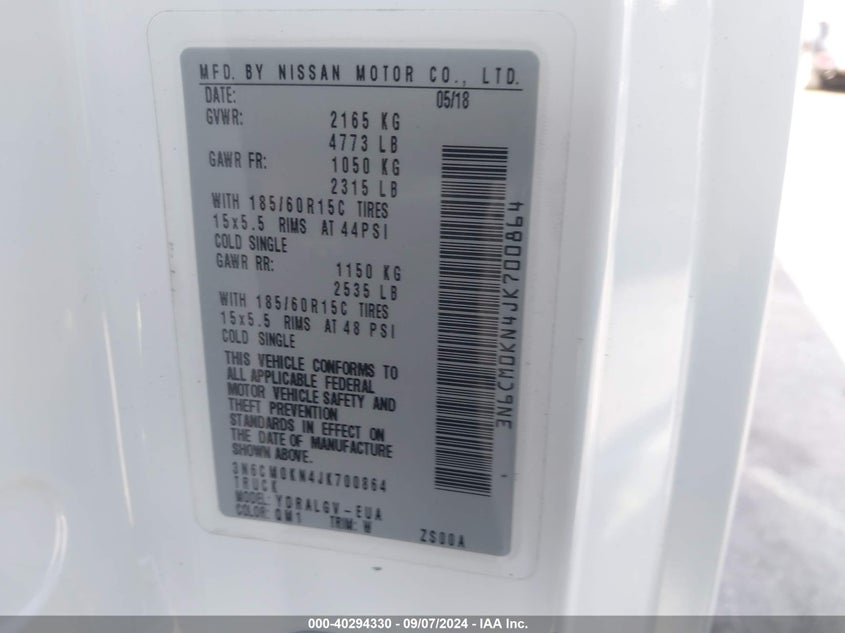 MFD. BY NISSAN MOTOR CO., LTD.
DATE: 05/18
GVWR: 2165 KG
4773 LB
GAWR FR: 1050 KG
2315 LB
WITH 185/60R15C TIRES
15x5.5 RIMS AT 44PSI
COLD SINGLE
GAWR RR: 1150 KG
2535 LB
WITH 185/60R15C TIRES
15x5.5 RIMS AT 48 PSI
COLD SINGLE
THIS VEHICLE CONFORMS TO
ALL APPLICABLE FEDERAL
MOTOR VEHICLE SAFETY AND
THEFT PREVENTION
STANDARDS IN EFFECT ON
THE DATE OF MANUFACTURE
SHOWN ABOVE.
3N6CM0KN4JK700864
TRUCK
MODEL: YDRALGV-EUA
COLOR: QM1 TRIM: W
ZS00A
3N6CM0KN4JK700864
000-40294330 - 09/07/2024 - IAA Inc.